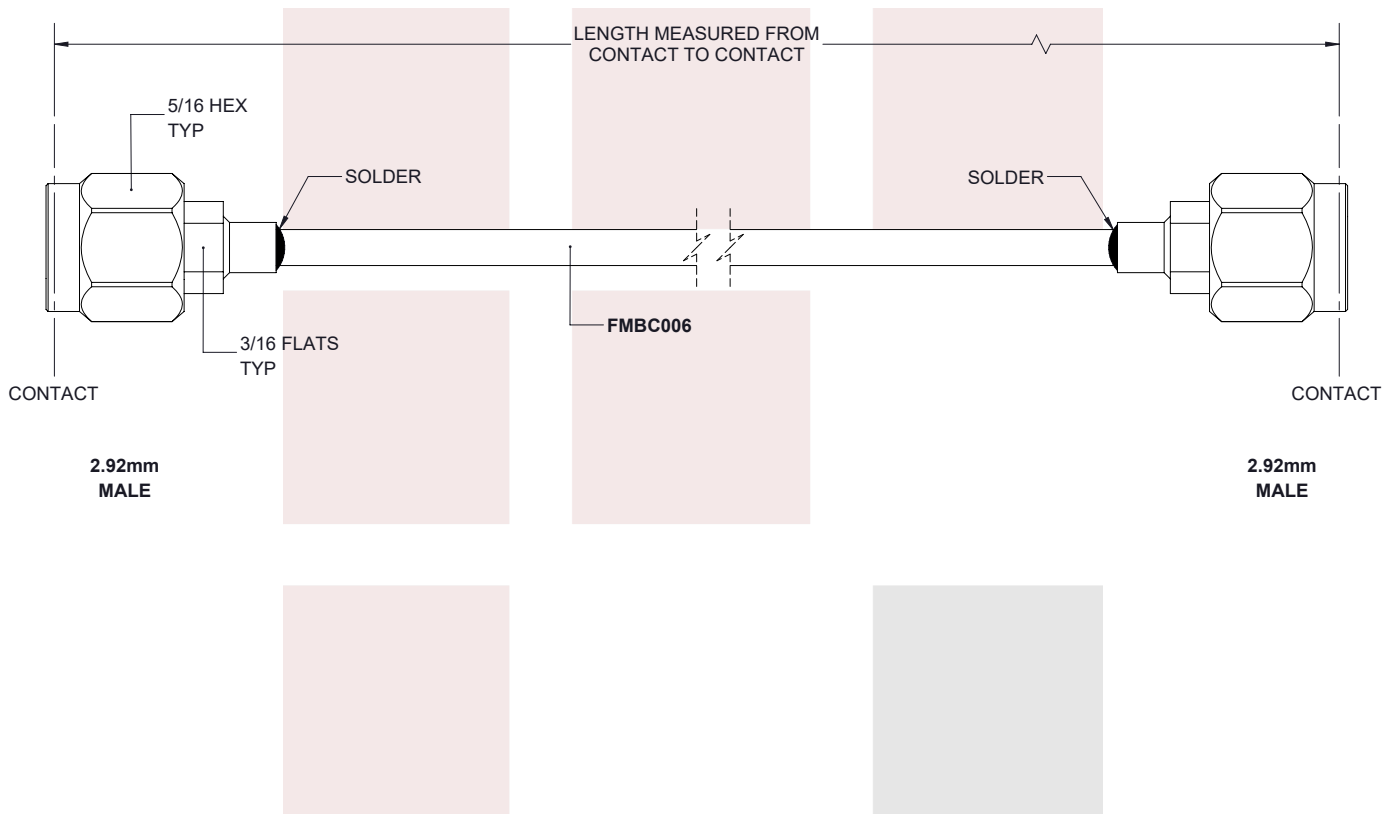 LENGTH MEASURED FROM
CONTACT TO CONTACT
5/16 HEX
TYP
SOLDER
SOLDER
FMBC006
3/16 FLATS
TYP
CONTACT
CONTACT
2.92mm
MALE
2.92mm
MALE